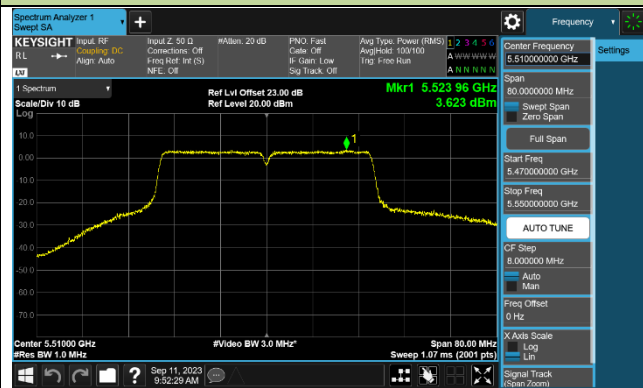 Spectrum Analyzer 1
Swept SA
Frequency
KEYSIGHT
RL
LXI
Input: RF
Coupling: DC
Align: Auto
Input Z: 50 Ω
Corrections: Off
Freq Ref: Int (S)
NFE: Off
#Atten: 20 dB
PNO: Fast
Gate: Off
IF Gain: Low
Sig Track: Off
Avg Type: Power (RMS)
Avg|Hold: 100/100
Trig: Free Run
1 2 3 4 5 6
A W W W W W
A N N N N N
1 Spectrum
Scale/Div 10 dB
Log
Ref Lvl Offset 23.00 dB
Ref Level 20.00 dBm
Mkr1 5.523 96 GHz
3.623 dBm
10.0
0.00
-10.0
-20.0
-30.0
-40.0
-50.0
-60.0
-70.0
1
Center 5.51000 GHz
#Res BW 1.0 MHz
#Video BW 3.0 MHz*
Span 80.00 MHz
Sweep 1.07 ms (2001 pts)
Center Frequency
5.51000000 GHz
Settings
Span
80.0000000 MHz
Swept Span
Zero Span
Full Span
Start Freq
5.470000000 GHz
Stop Freq
5.550000000 GHz
AUTO TUNE
CF Step
8.000000 MHz
Auto
Man
Freq Offset
0 Hz
X Axis Scale
Log
Lin
Signal Track
(Span Zoom)
Sep 11, 2023
9:52:29 AM